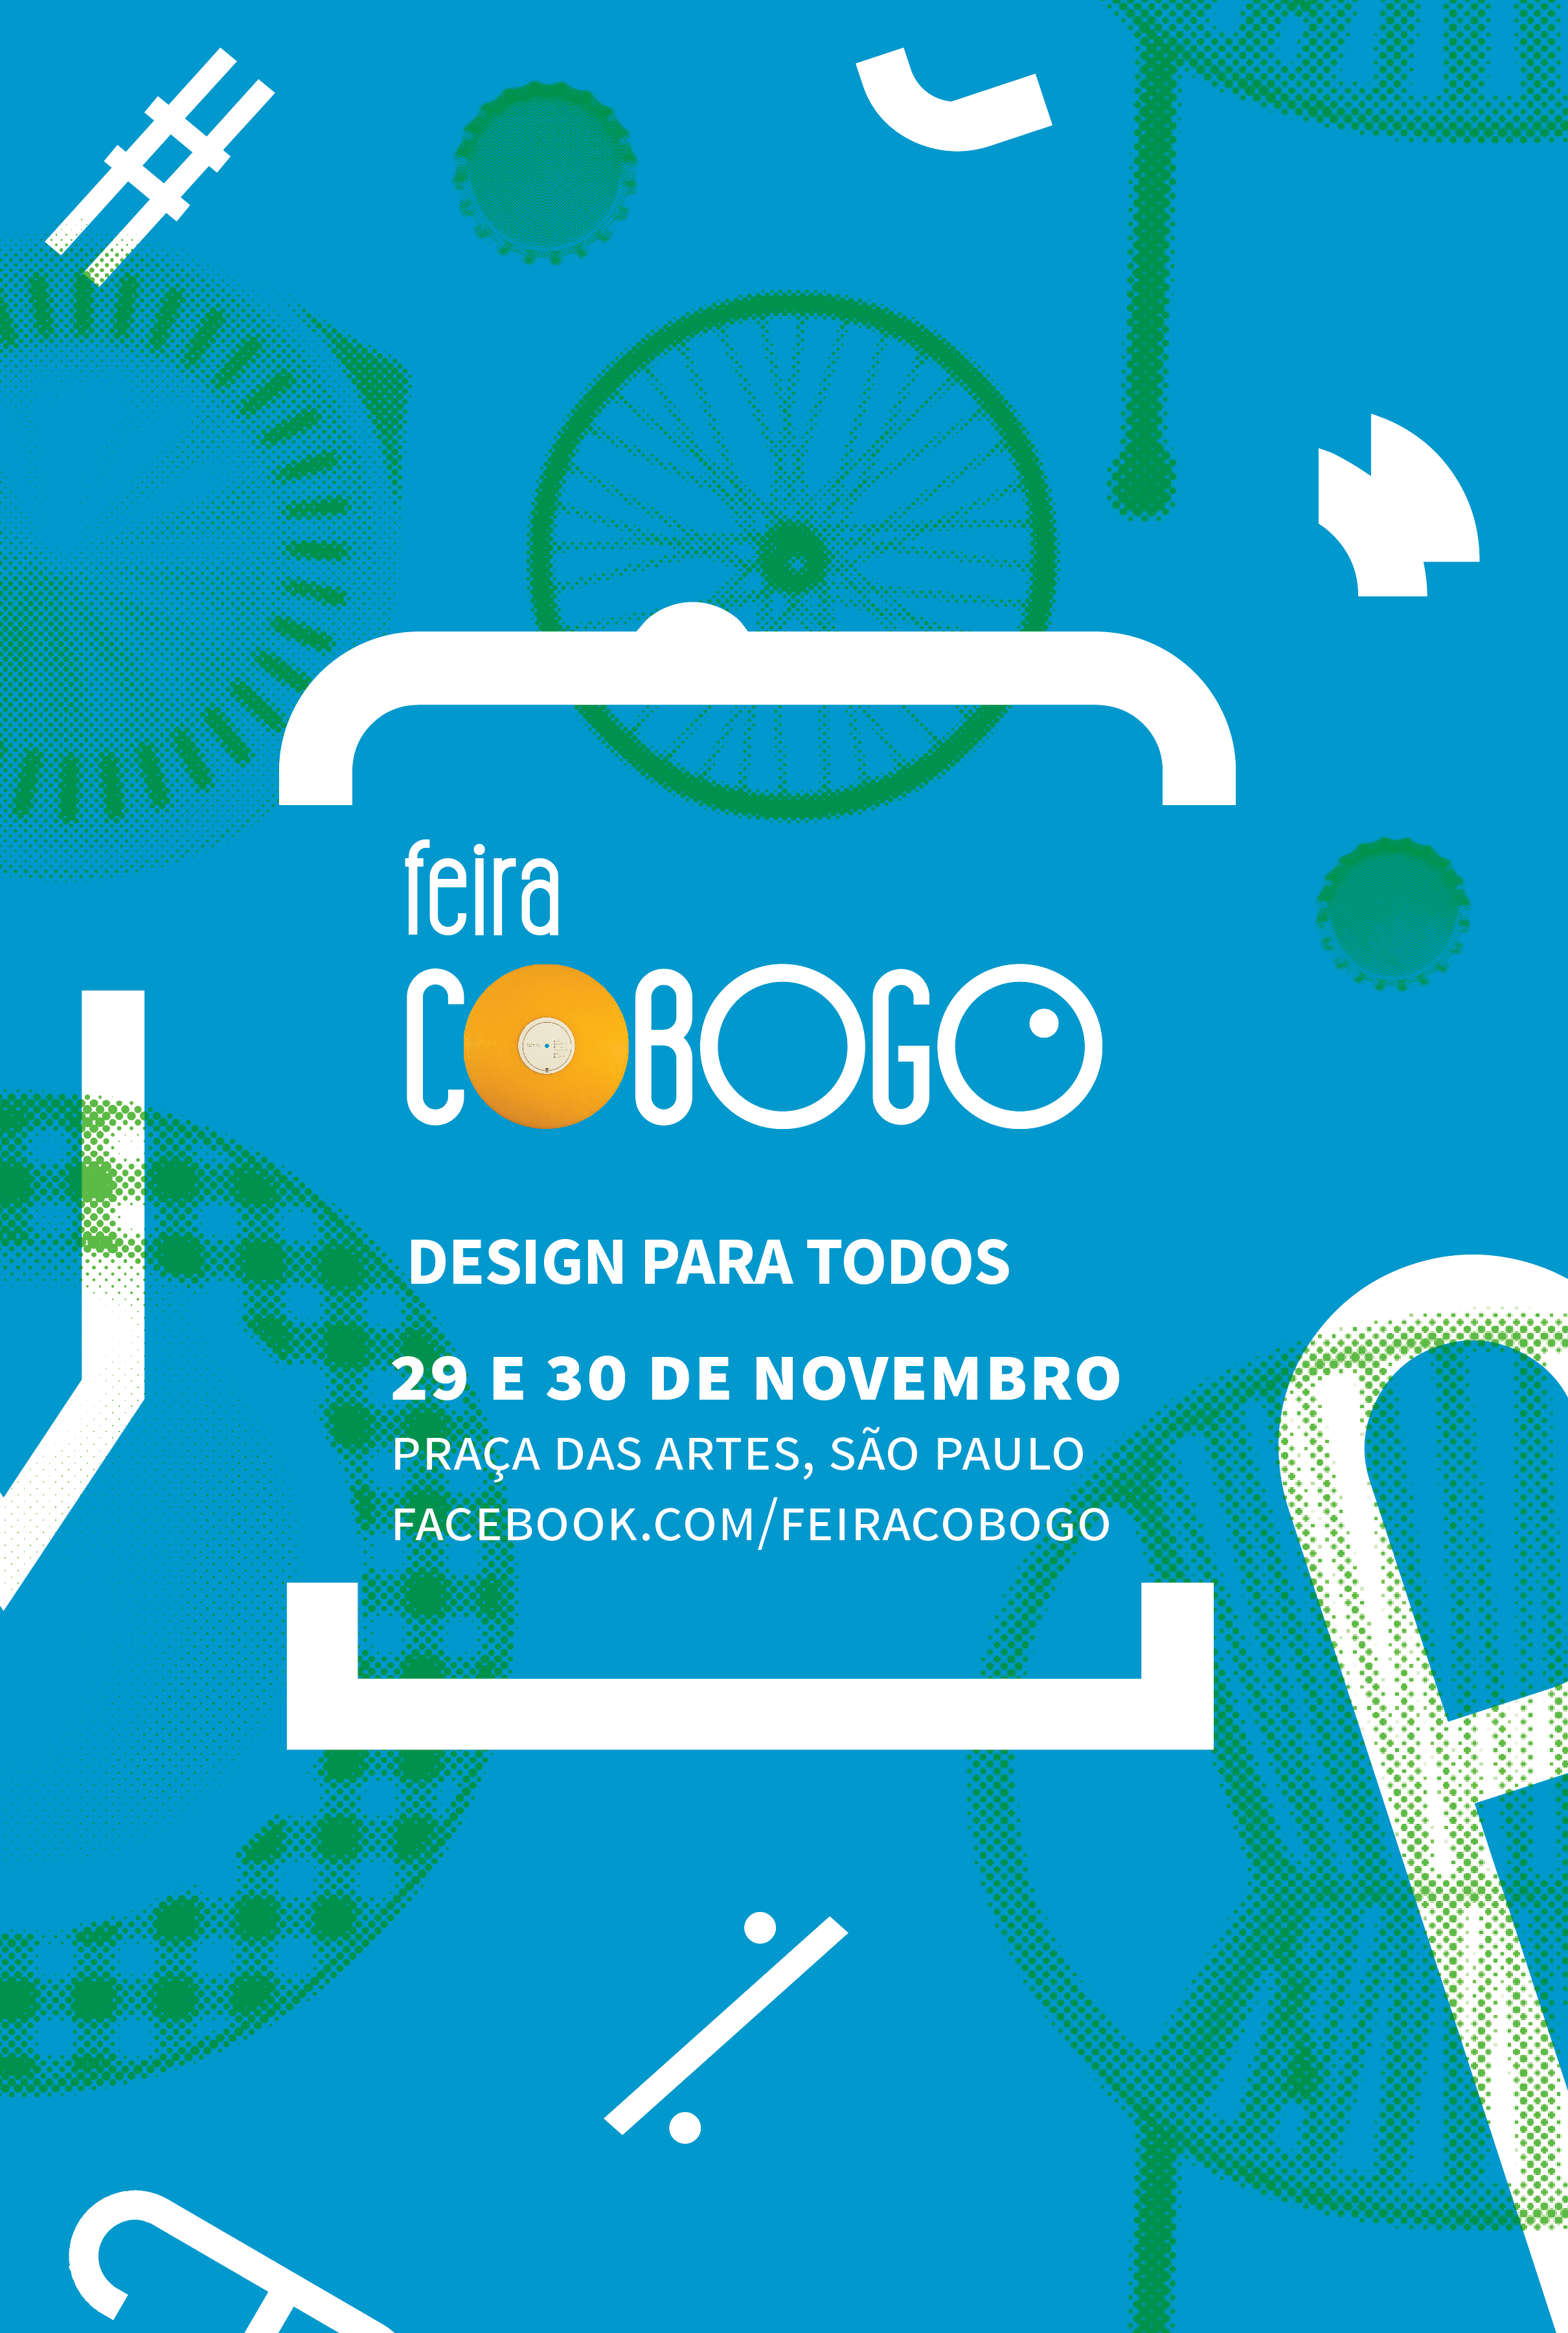 feira
COBOGO
DESIGN PARA TODOS
29 E 30 DE NOVEMBRO
PRAÇA DAS ARTES, SÃO PAULO
FACEBOOK.COM/FEIRACOBOGO